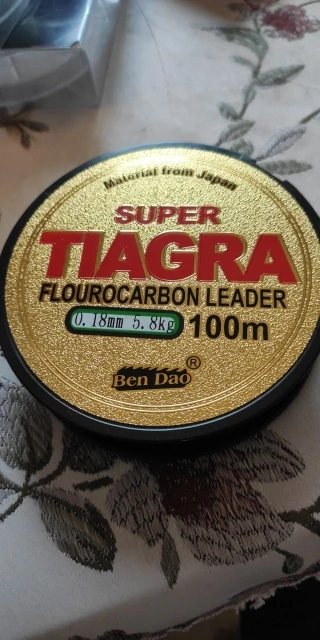 Material from Japan
SUPER
TIAGRA
FLOUROCARBON LEADER
0.18mm 5.8kg 100m
Ben Dao®